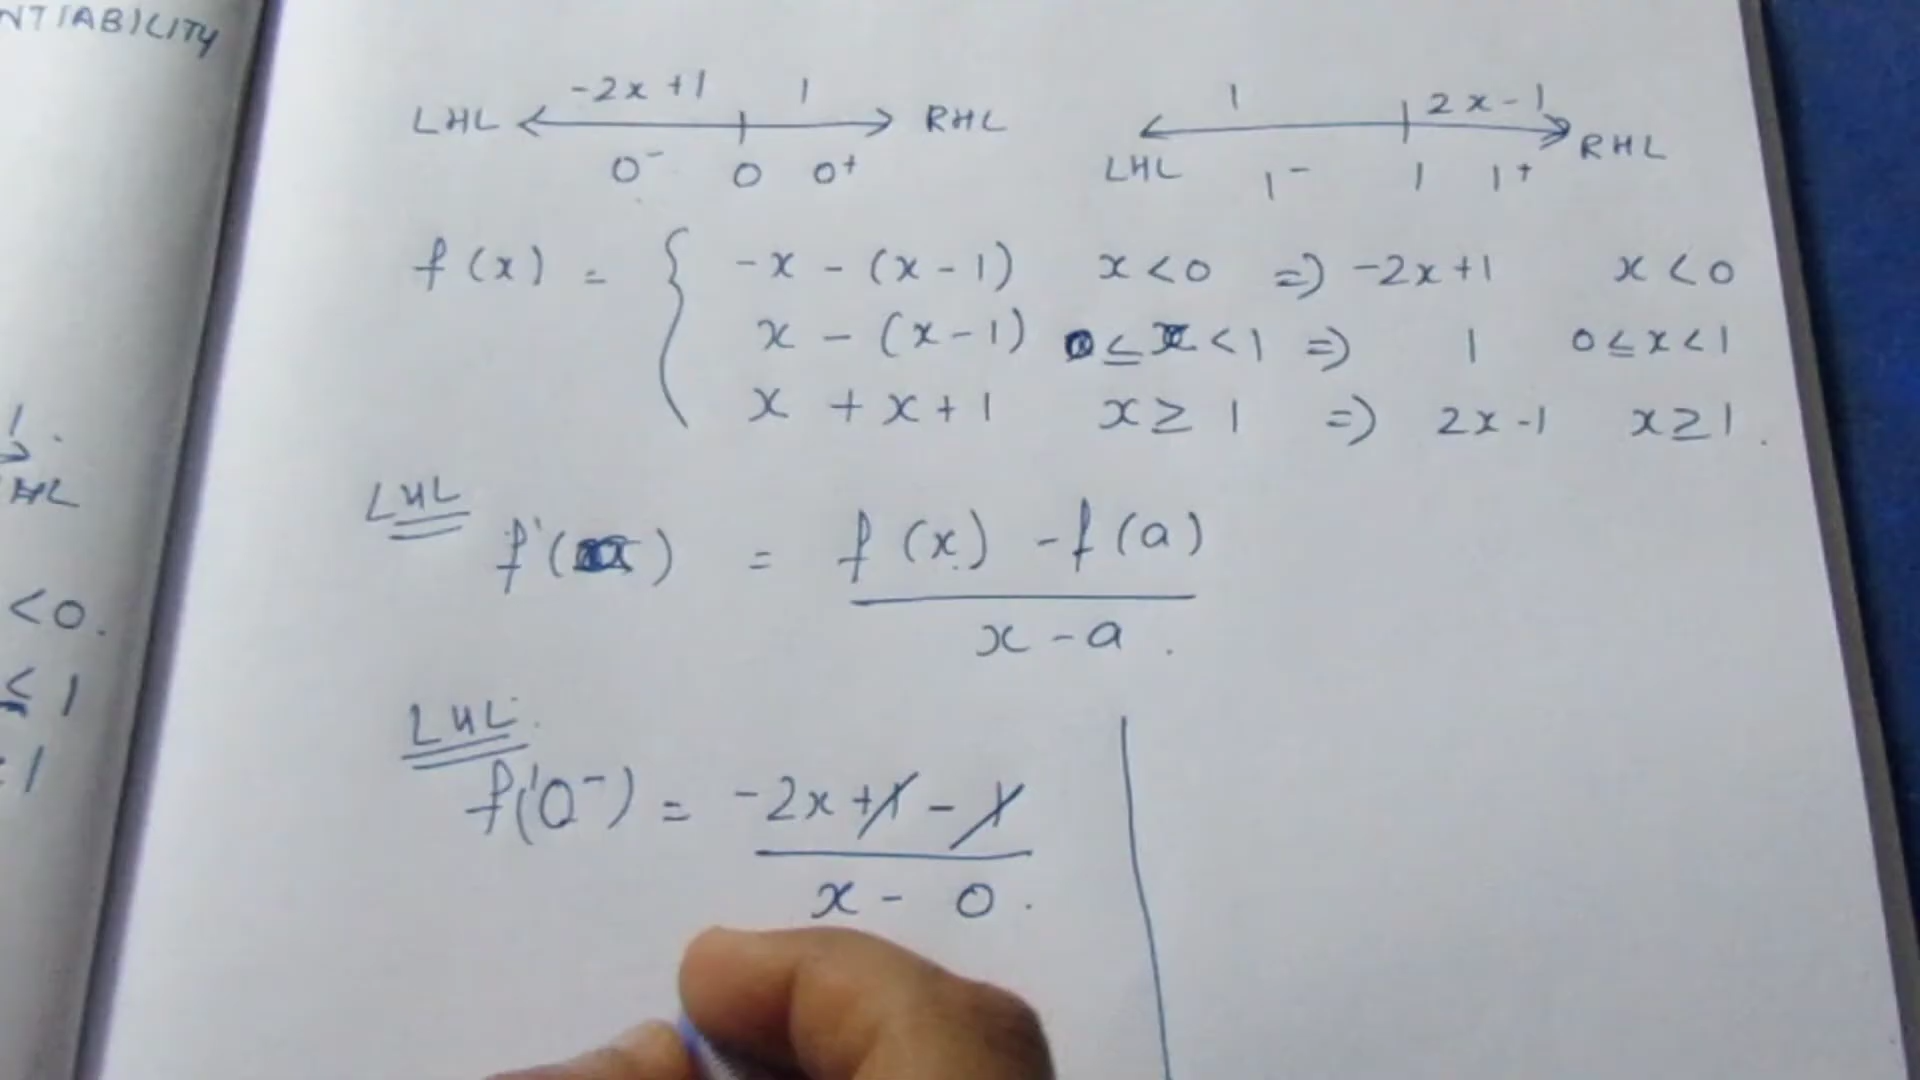 NTIABILITY
-2x+1 1
LHL RHL
0⁻ 0 0⁺
1 2x-1
LHL RHL
1⁻ 1 1⁺
f(x) = { -x - (x-1) x<0 => -2x+1 x<0
x - (x-1) 0≤x<1 => 1 0≤x<1
x + x+1 x≥1 => 2x-1 x≥1.
LHL
f'( ) = f(x) - f(a)
x - a.
LHL.
f'(0⁻) = -2x+1-1
x - 0.
<0.
≤1